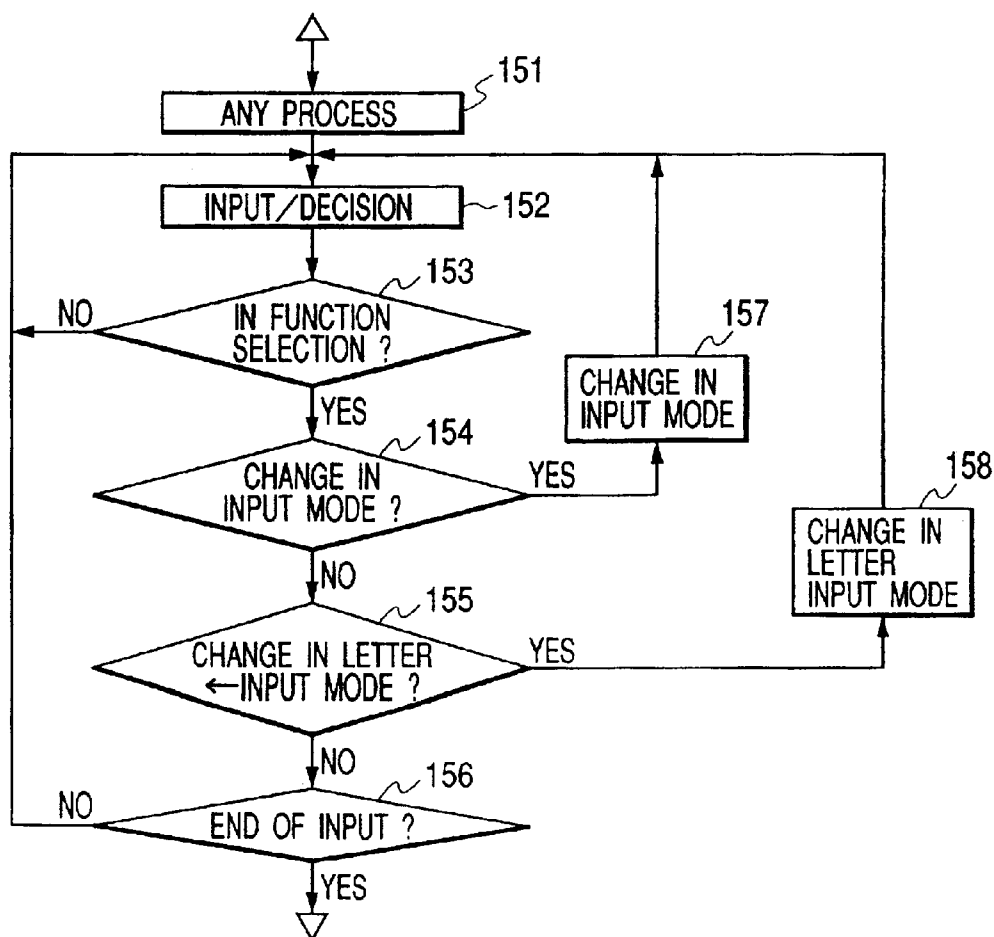 151
ANY PROCESS
INPUT/DECISION
152
153
NO
IN FUNCTION
SELECTION ?
YES
157
CHANGE IN
INPUT MODE
154
CHANGE IN
INPUT MODE ?
YES
158
CHANGE IN
LETTER
INPUT MODE
NO
155
CHANGE IN LETTER
←INPUT MODE ?
YES
NO
156
NO
END OF INPUT ?
YES